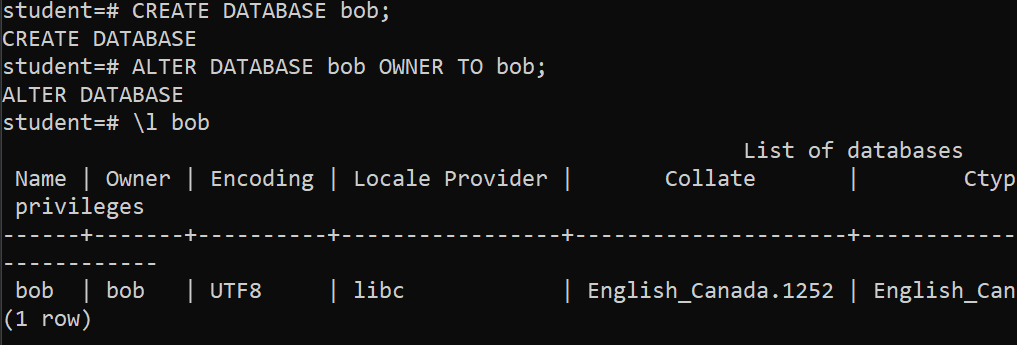 student=# CREATE DATABASE bob;
CREATE DATABASE
student=# ALTER DATABASE bob OWNER TO bob;
ALTER DATABASE
student=# \l bob
List of databases
Name | Owner | Encoding | Locale Provider | Collate | Ctyp
privileges
------+-------+----------+-----------------+---------------------+------------
------------
bob | bob | UTF8 | libc | English_Canada.1252 | English_Can
(1 row)